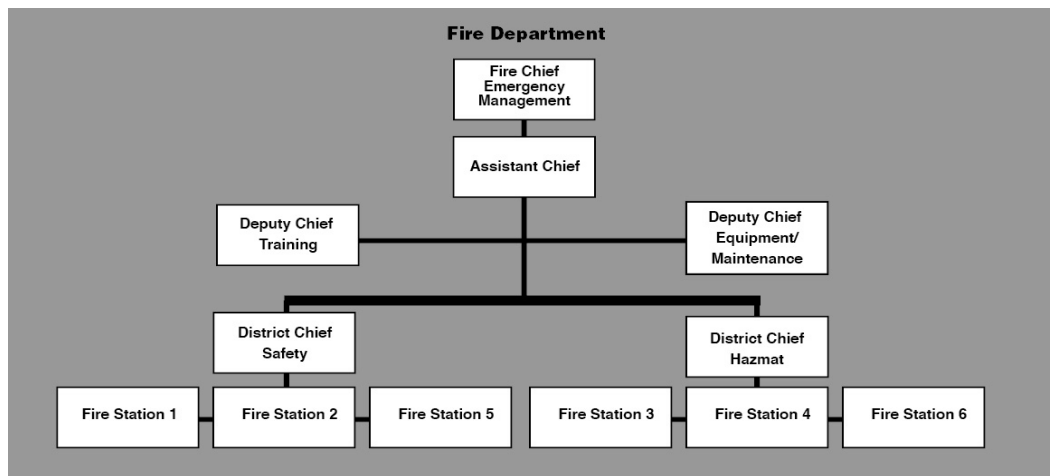 Fire Department
Fire Chief
Emergency
Management
Assistant Chief
Deputy Chief
Training
Deputy Chief
Equipment/
Maintenance
District Chief
Safety
District Chief
Hazmat
Fire Station 1
Fire Station 2
Fire Station 5
Fire Station 3
Fire Station 4
Fire Station 6